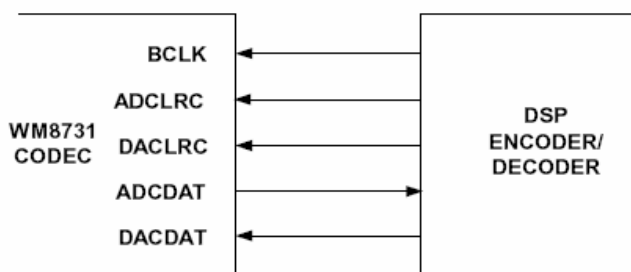 BCLK
ADCLRC
WM8731
CODEC
DACLRC
ADCDAT
DACDAT
DSP
ENCODER/
DECODER